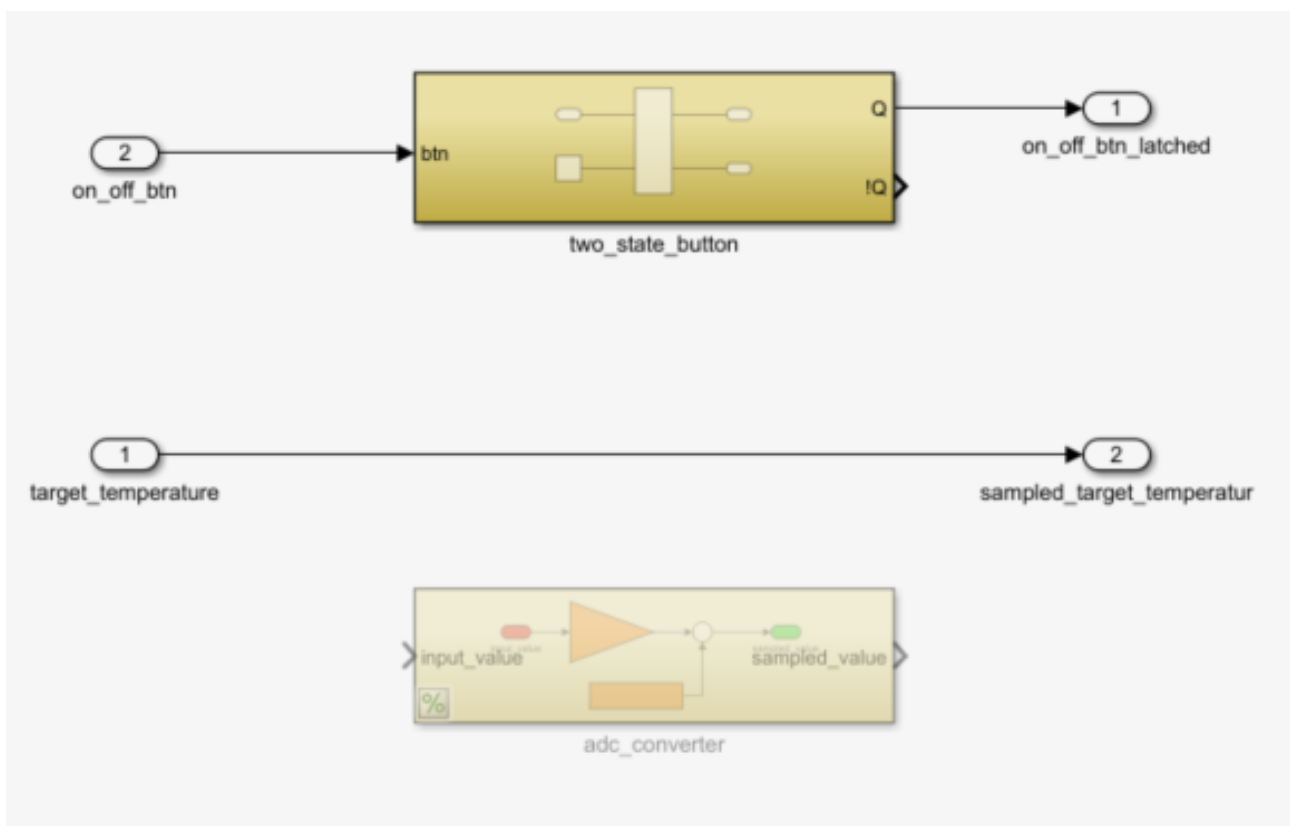 Q
1
2
btn
on_off_btn_latched
on_off_btn
!Q
two_state_button
1
2
target_temperature
sampled_target_temperatur
input_value
sampled_value
%
adc_converter